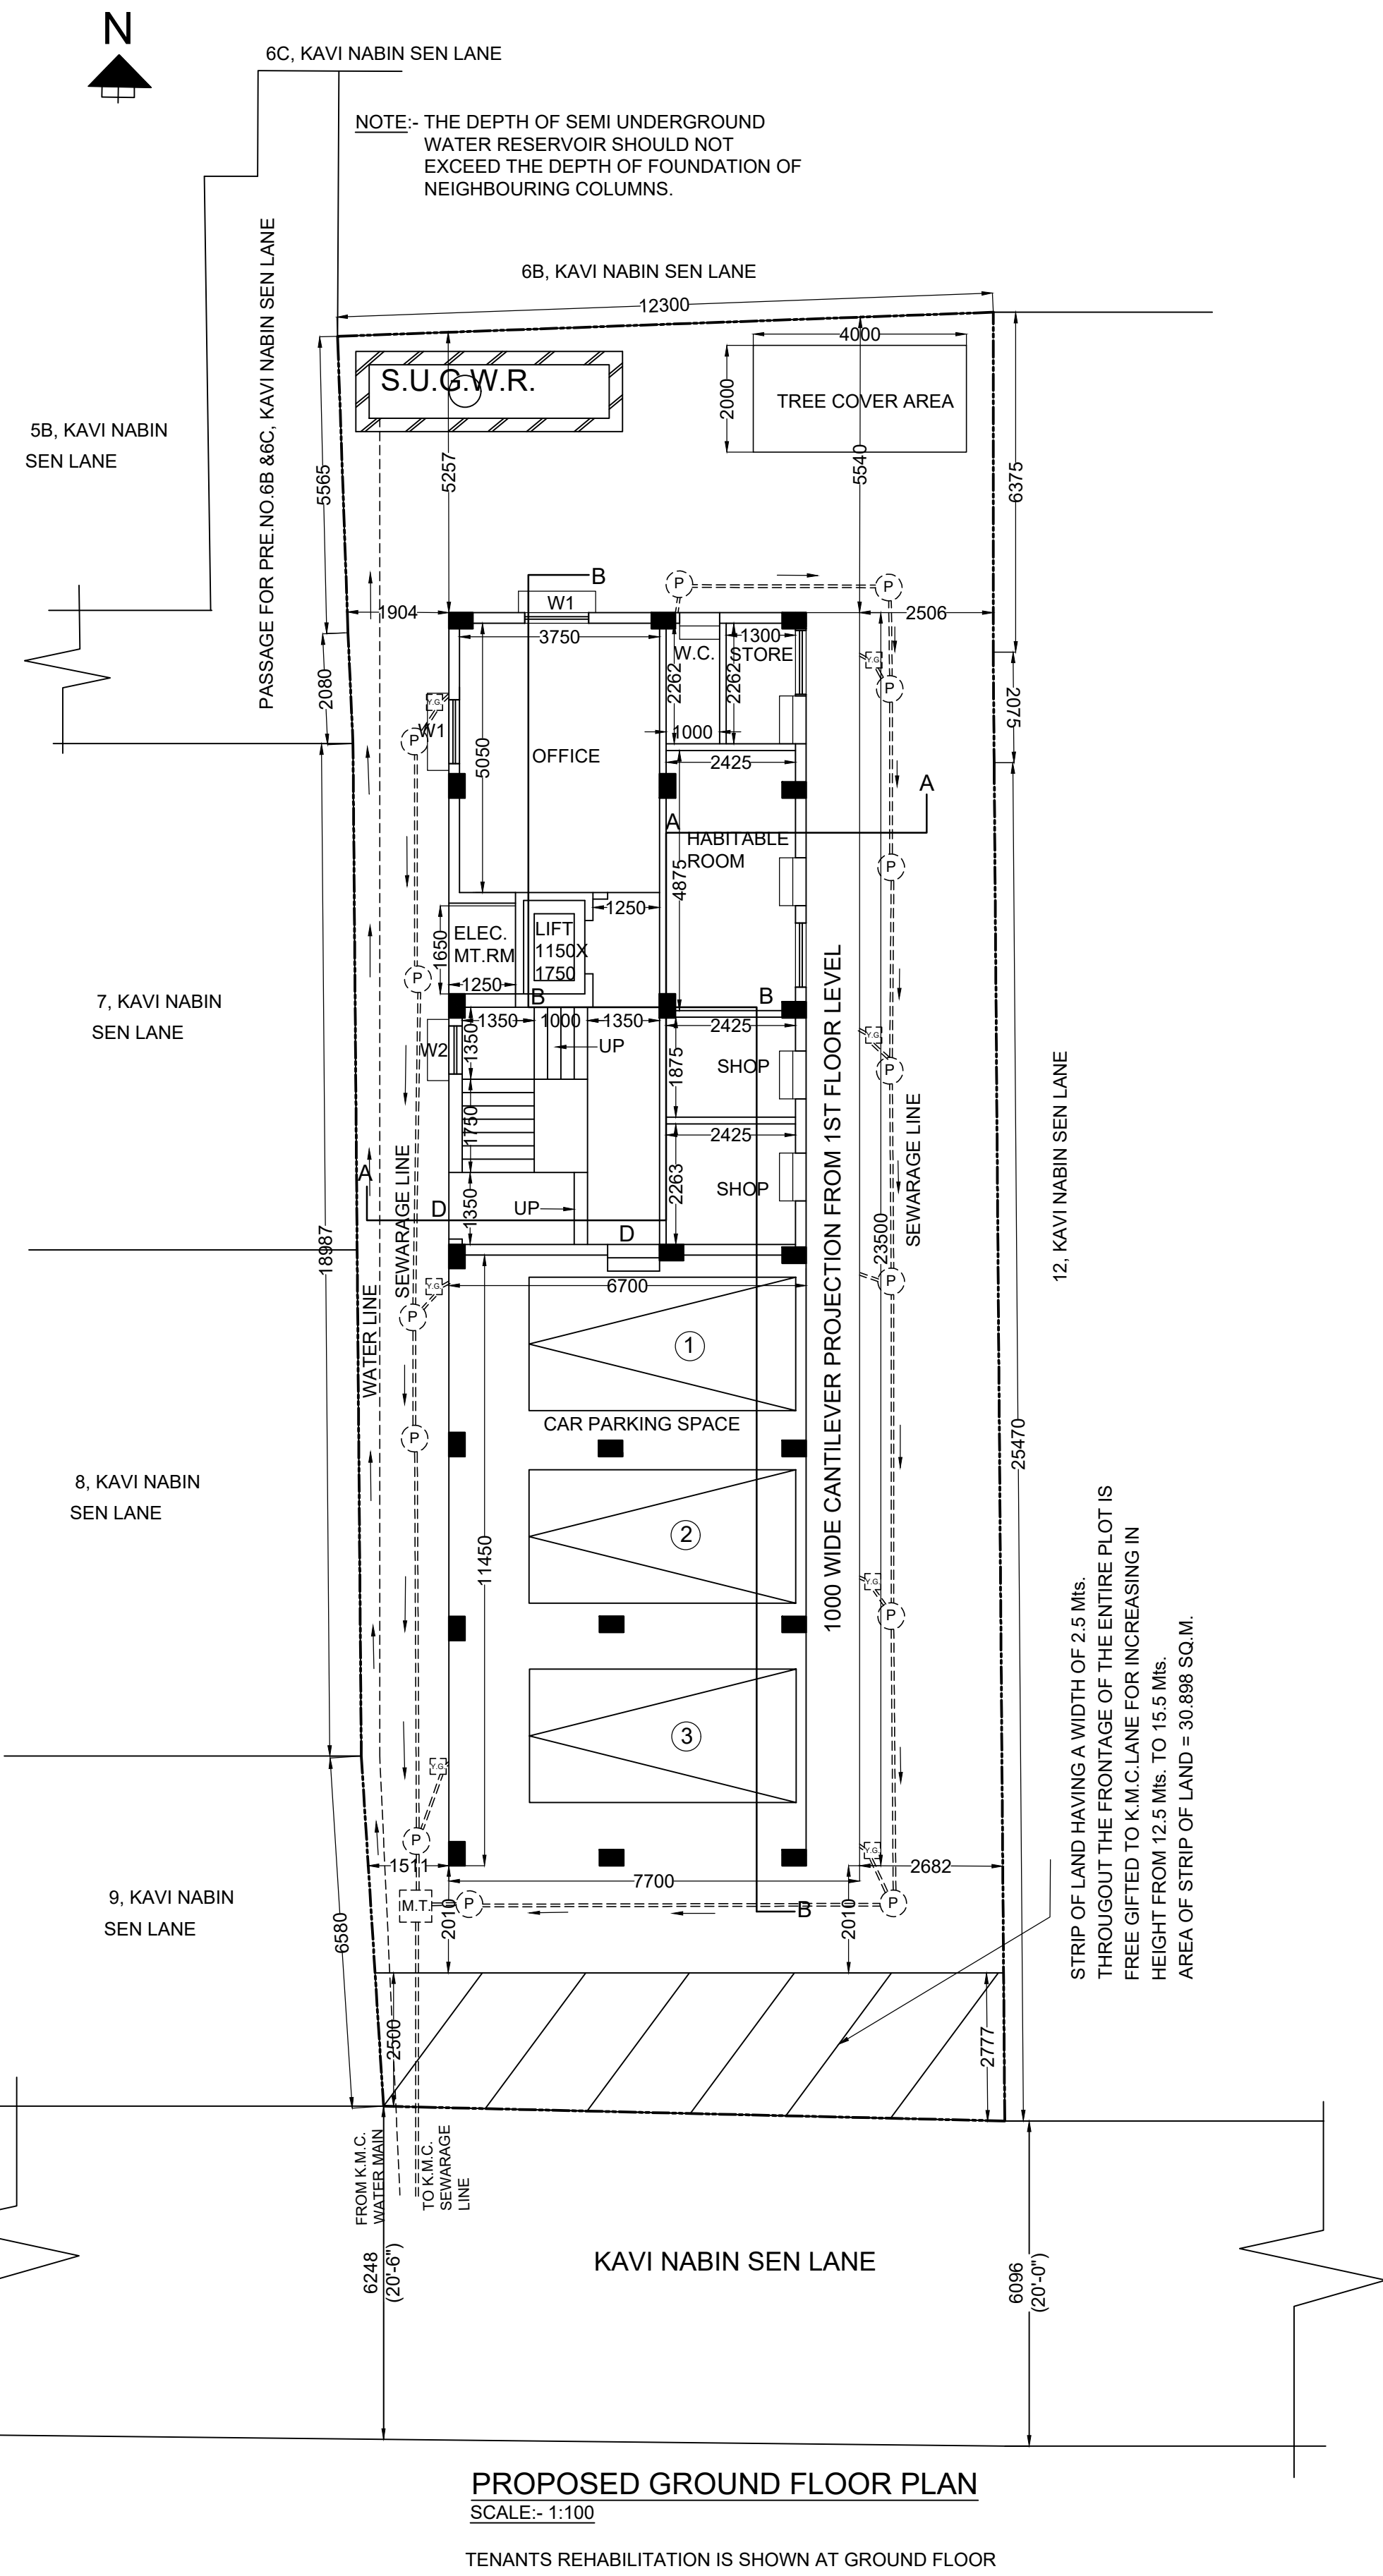 N
6C, KAVI NABIN SEN LANE
NOTE:- THE DEPTH OF SEMI UNDERGROUND
WATER RESERVOIR SHOULD NOT
EXCEED THE DEPTH OF FOUNDATION OF
NEIGHBOURING COLUMNS.
PASSAGE FOR PRE.NO.6B &6C, KAVI NABIN SEN LANE
6B, KAVI NABIN SEN LANE
12300
4000
S.U.G.W.R.
2000
TREE COVER AREA
5B, KAVI NABIN
SEN LANE
5565
5257
5540
6375
B
P
P
W1
1904
2506
3750
1300
W.C.
STORE
Y.G.
2262
2262
P
2080
2075
Y.G.
W1
P
1000
OFFICE
5050
2425
A
A
HABITABLE
ROOM
P
4875
1250
ELEC.
MT.RM
1650
LIFT
1150X
1750
P
1250
B
B
7, KAVI NABIN
SEN LANE
1350
1000
1350
2425
W2
1350
UP
1875
SHOP
Y.G.
P
1750
2425
A
D
1350
UP
2263
SHOP
D
1000 WIDE CANTILEVER PROJECTION FROM 1ST FLOOR LEVEL
23500
SEWARAGE LINE
12, KAVI NABIN SEN LANE
18987
WATER LINE
SEWARAGE LINE
Y.G.
P
6700
P
1
CAR PARKING SPACE
P
25470
8, KAVI NABIN
SEN LANE
11450
2
Y.G.
P
3
Y.G.
P
STRIP OF LAND HAVING A WIDTH OF 2.5 Mts.
THROUGOUT THE FRONTAGE OF THE ENTIRE PLOT IS
FREE GIFTED TO K.M.C.LANE FOR INCREASING IN
HEIGHT FROM 12.5 Mts. TO 15.5 Mts.
AREA OF STRIP OF LAND = 30.898 SQ.M.
Y.G.
1511
2682
7700
9, KAVI NABIN
SEN LANE
M.T.
P
P
B
6580
2010
2010
2500
2777
FROM K.M.C.
WATER MAIN
TO K.M.C.
SEWARAGE
LINE
6248
(20'-6")
KAVI NABIN SEN LANE
6096
(20'-0")
PROPOSED GROUND FLOOR PLAN
SCALE:- 1:100
TENANTS REHABILITATION IS SHOWN AT GROUND FLOOR